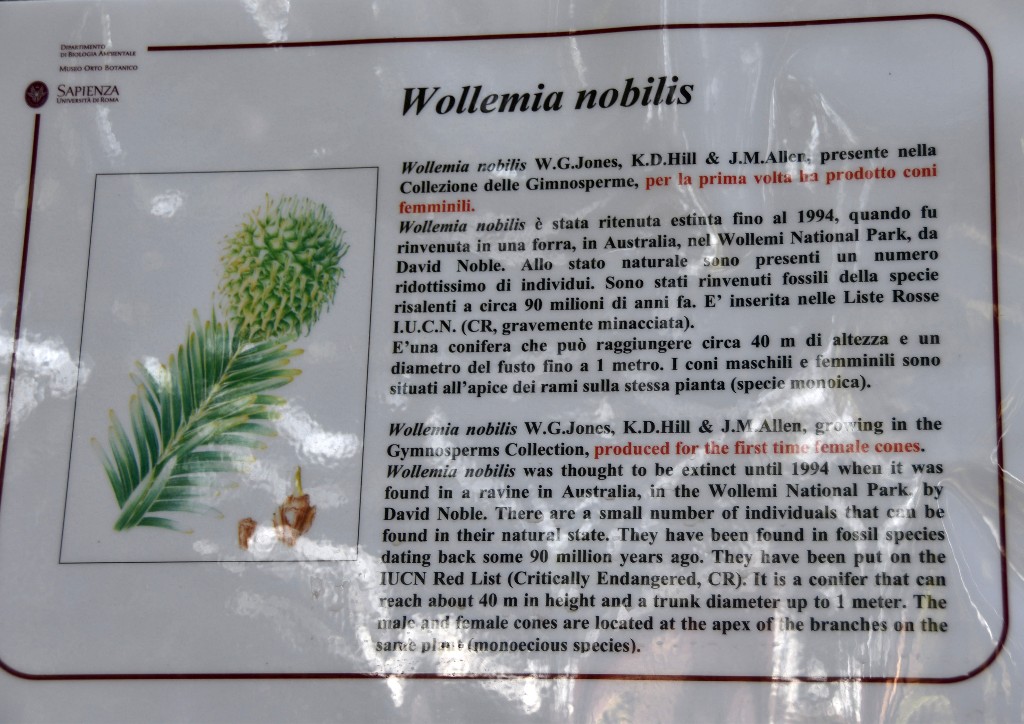 DIPARTIMENTO
DI BIOLOGIA AMBIENTALE
MUSEO ORTO BOTANICO
SAPIENZA
UNIVERSITÀ DI ROMA
Wollemia nobilis
Wollemia nobilis W.G.Jones, K.D.Hill & J.M.Allen, presente nella
Collezione delle Gimnosperme, per la prima volta ha prodotto coni
femminili.
Wollemia nobilis è stata ritenuta estinta fino al 1994, quando fu
rinvenuta in una forra, in Australia, nel Wollemi National Park, da
David Noble. Allo stato naturale sono presenti un numero
ridottissimo di individui. Sono stati rinvenuti fossili della specie
risalenti a circa 90 milioni di anni fa. E' inserita nelle Liste Rosse
I.U.C.N. (CR, gravemente minacciata).
E'una conifera che può raggiungere circa 40 m di altezza e un
diametro del fusto fino a 1 metro. I coni maschili e femminili sono
situati all'apice dei rami sulla stessa pianta (specie monoica).
Wollemia nobilis W.G.Jones, K.D.Hill & J.M.Allen, growing in the
Gymnosperms Collection, produced for the first time female cones.
Wollemia nobilis was thought to be extinct until 1994 when it was
found in a ravine in Australia, in the Wollemi National Park, by
David Noble. There are a small number of individuals that can be
found in their natural state. They have been found in fossil species
dating back some 90 million years ago. They have been put on the
IUCN Red List (Critically Endangered, CR). It is a conifer that can
reach about 40 m in height and a trunk diameter up to 1 meter. The
male and female cones are located at the apex of the branches on the
same plant (monoecious species).